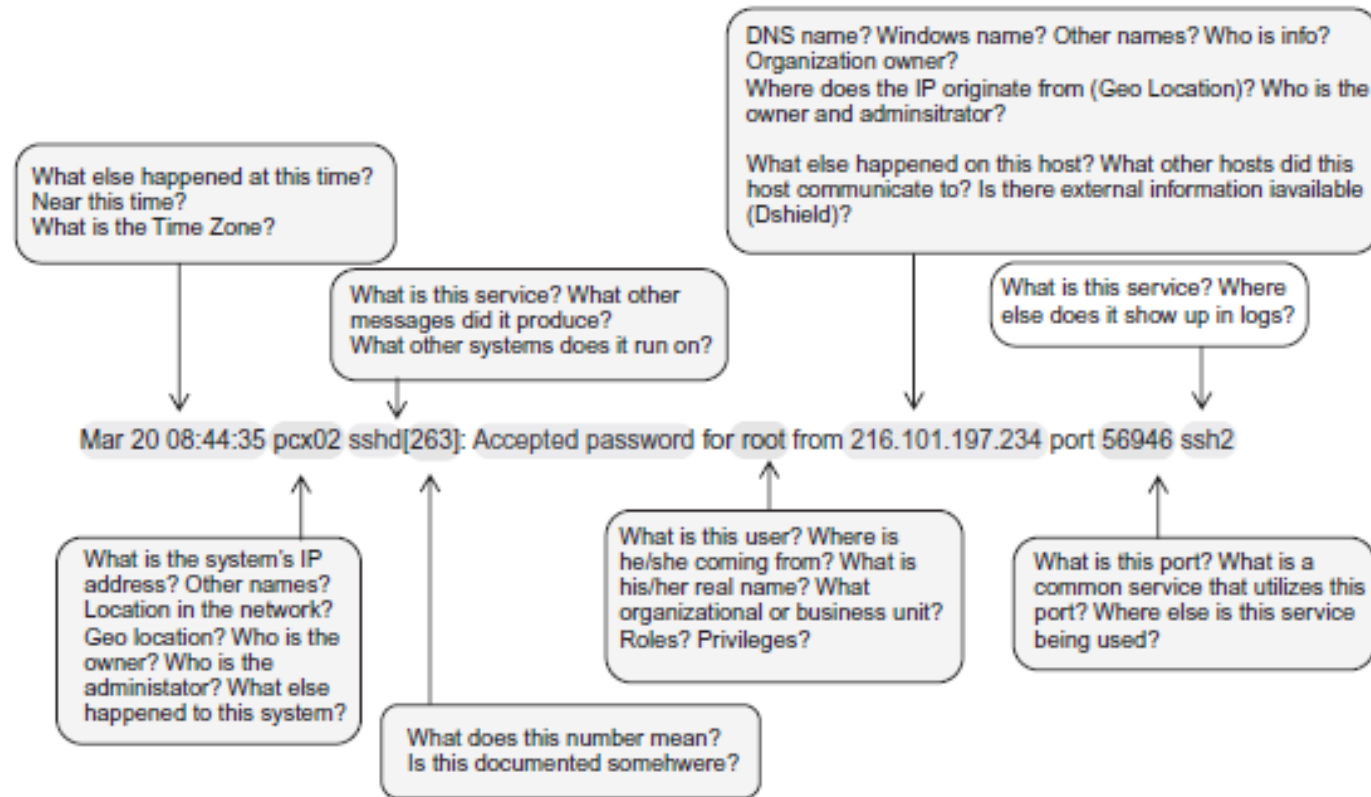 DNS name? Windows name? Other names? Who is info?
Organization owner?
Where does the IP originate from (Geo Location)? Who is the
owner and adminsitrator?
What else happened on this host? What other hosts did this
host communicate to? Is there external information iavailable
(Dshield)?
What else happened at this time?
Near this time?
What is the Time Zone?
What is this service? What other
messages did it produce?
What other systems does it run on?
What is this service? Where
else does it show up in logs?
Mar 20 08:44:35 pcx02 sshd[263]: Accepted password for root from 216.101.197.234 port 56946 ssh2
What is the system's IP
address? Other names?
Location in the network?
Geo location? Who is the
owner? Who is the
administator? What else
happened to this system?
What does this number mean?
Is this documented somehwere?
What is this user? Where is
he/she coming from? What is
his/her real name? What
organizational or business unit?
Roles? Privileges?
What is this port? What is a
common service that utilizes this
port? Where else is this service
being used?